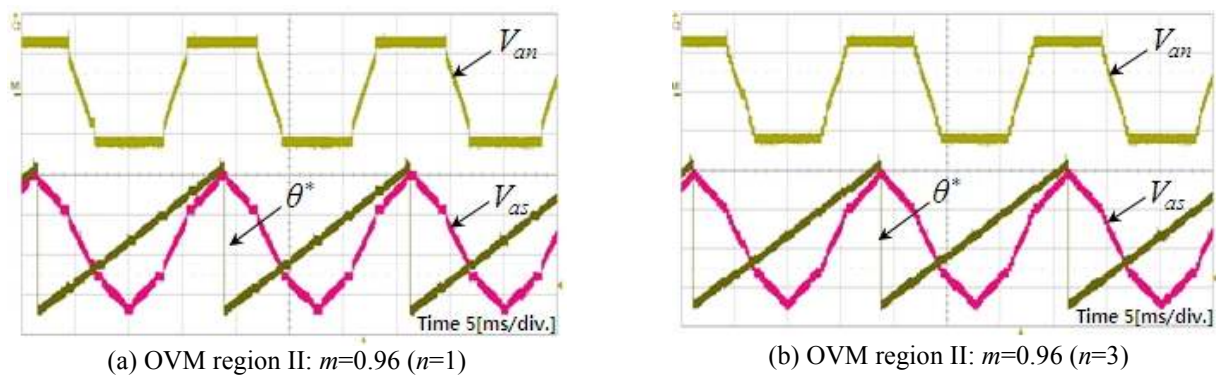 V_an
θ*
V_as
Time 5[ms/div.]
(a) OVM region II: m=0.96 (n=1)
V_an
θ*
V_as
Time 5[ms/div.]
(b) OVM region II: m=0.96 (n=3)